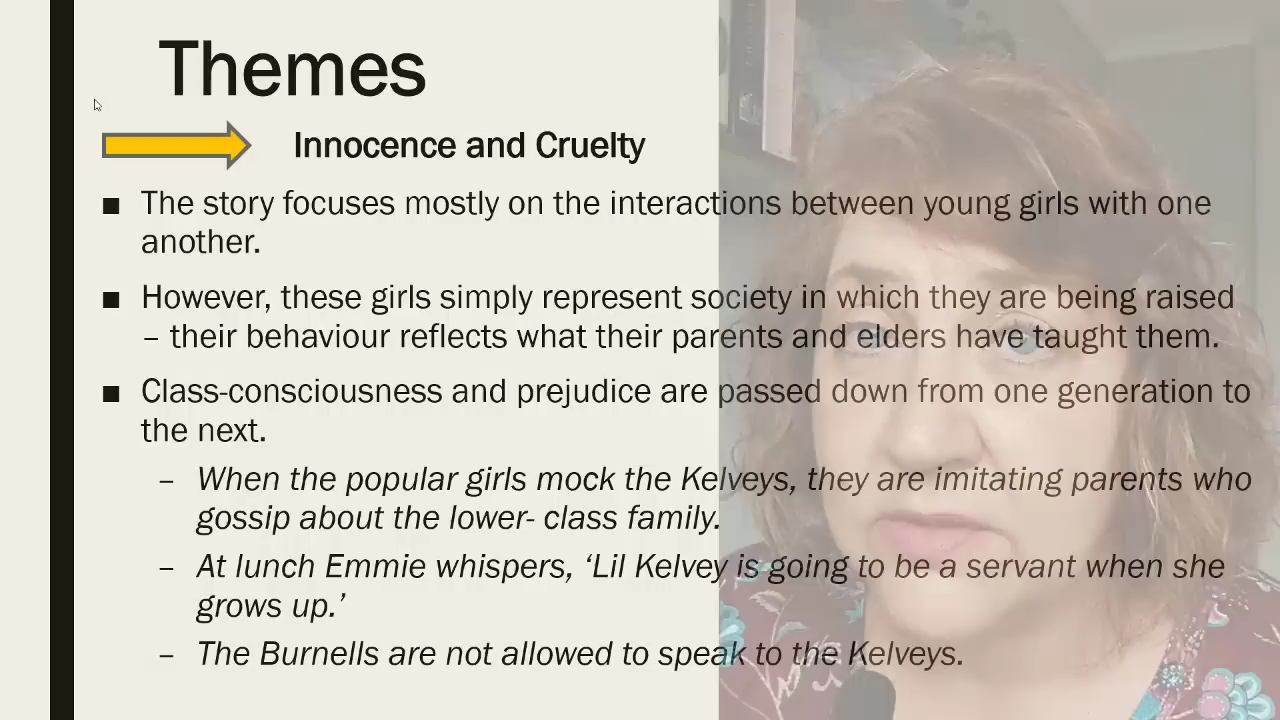 Themes
Innocence and Cruelty
■ The story focuses mostly on the interactions between young girls with one
another.
■ However, these girls simply represent society in which they are being raised
– their behaviour reflects what their parents and elders have taught them.
■ Class-consciousness and prejudice are passed down from one generation to
the next.
– When the popular girls mock the Kelveys, they are imitating parents who
gossip about the lower- class family.
– At lunch Emmie whispers, ‘Lil Kelvey is going to be a servant when she
grows up.’
– The Burnells are not allowed to speak to the Kelveys.